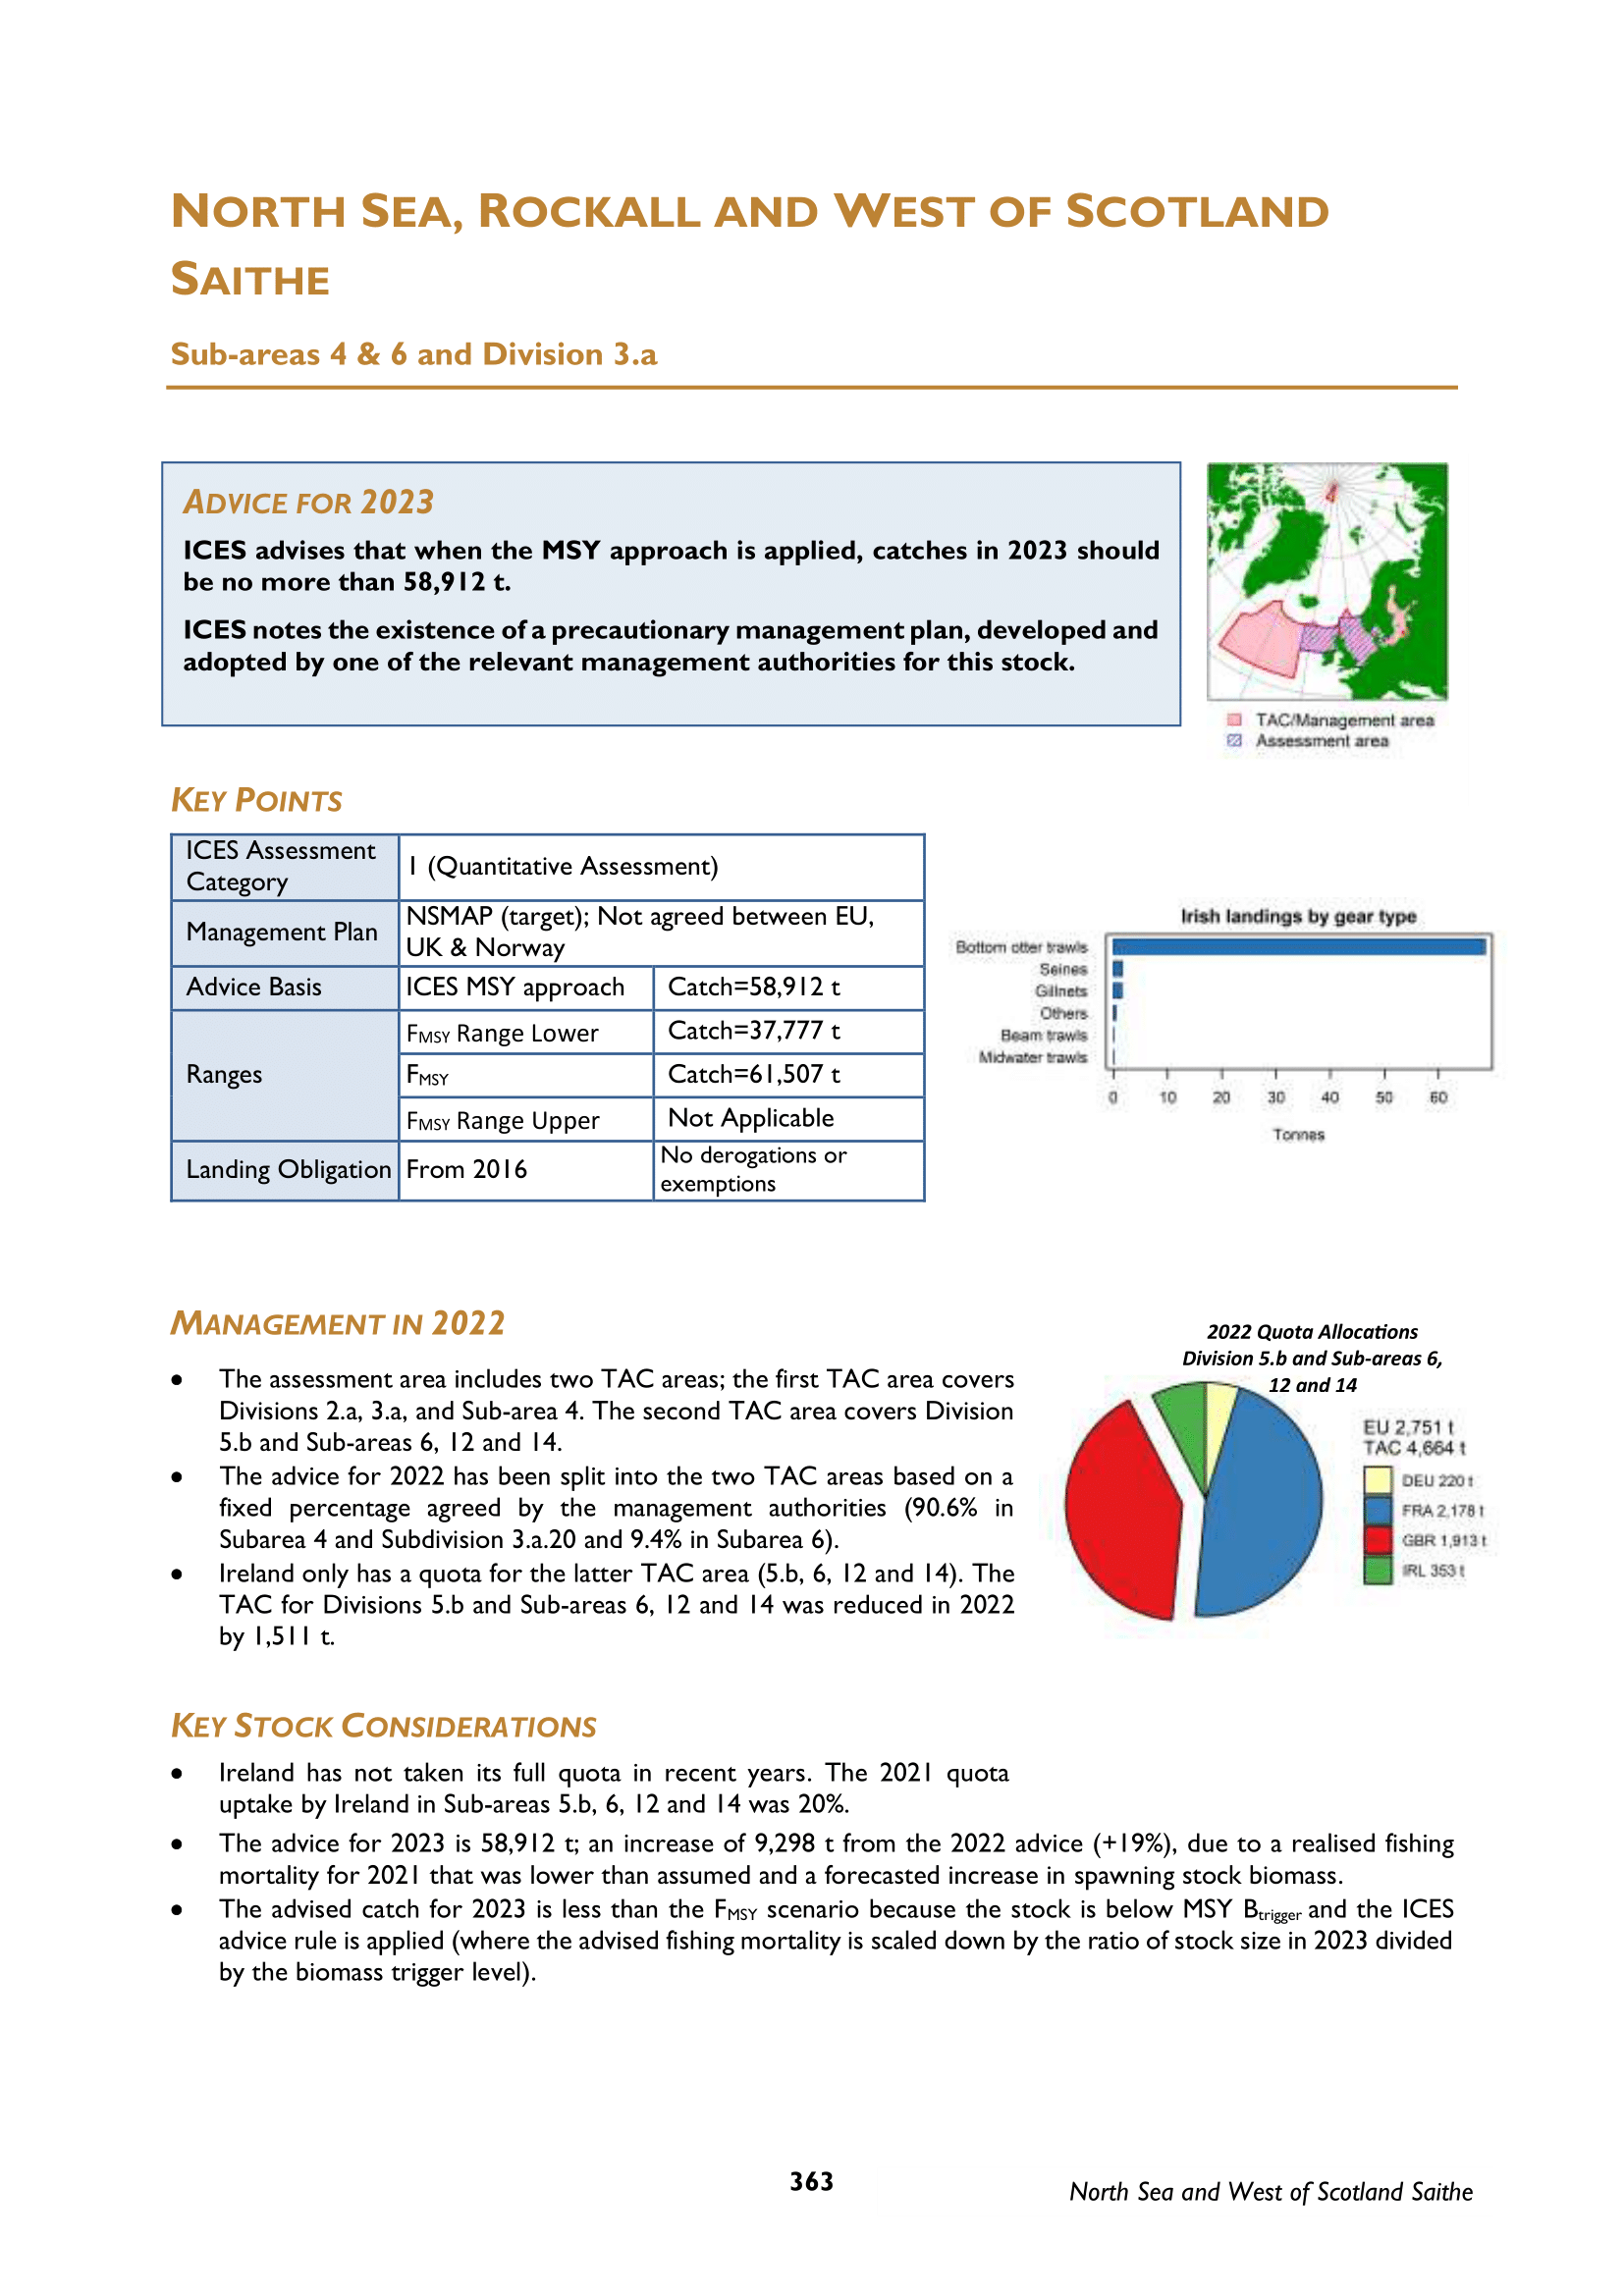 NORTH SEA, ROCKALL AND WEST OF SCOTLAND
SAITHE
Sub-areas 4 & 6 and Division 3.a
ADVICE FOR 2023
ICES advises that when the MSY approach is applied, catches in 2023 should
be no more than 58,912 t.
ICES notes the existence of a precautionary management plan, developed and
adopted by one of the relevant management authorities for this stock.
TAC/Management area
Assessment area
KEY POINTS
ICES Assessment
Category
1 (Quantitative Assessment)
Management Plan
NSMAP (target); Not agreed between EU,
UK & Norway
Advice Basis
ICES MSY approach
Catch=58,912 t
Ranges
FMSY Range Lower
Catch=37,777 t
FMSY
Catch=61,507 t
FMSY Range Upper
Not Applicable
Landing Obligation
From 2016
No derogations or
exemptions
Irish landings by gear type
Bottom otter trawls
Seines
Gillnets
Others
Beam trawls
Midwater trawls
0 10 20 30 40 50 60
Tonnes
MANAGEMENT IN 2022
• The assessment area includes two TAC areas; the first TAC area covers
Divisions 2.a, 3.a, and Sub-area 4. The second TAC area covers Division
5.b and Sub-areas 6, 12 and 14.
• The advice for 2022 has been split into the two TAC areas based on a
fixed percentage agreed by the management authorities (90.6% in
Subarea 4 and Subdivision 3.a.20 and 9.4% in Subarea 6).
• Ireland only has a quota for the latter TAC area (5.b, 6, 12 and 14). The
TAC for Divisions 5.b and Sub-areas 6, 12 and 14 was reduced in 2022
by 1,511 t.
2022 Quota Allocations
Division 5.b and Sub-areas 6,
12 and 14
EU 2,751 t
TAC 4,664 t
DEU 220 t
FRA 2,178 t
GBR 1,913 t
IRL 353 t
KEY STOCK CONSIDERATIONS
• Ireland has not taken its full quota in recent years. The 2021 quota
uptake by Ireland in Sub-areas 5.b, 6, 12 and 14 was 20%.
• The advice for 2023 is 58,912 t; an increase of 9,298 t from the 2022 advice (+19%), due to a realised fishing
mortality for 2021 that was lower than assumed and a forecasted increase in spawning stock biomass.
• The advised catch for 2023 is less than the FMSY scenario because the stock is below MSY Btrigger and the ICES
advice rule is applied (where the advised fishing mortality is scaled down by the ratio of stock size in 2023 divided
by the biomass trigger level).
363
North Sea and West of Scotland Saithe